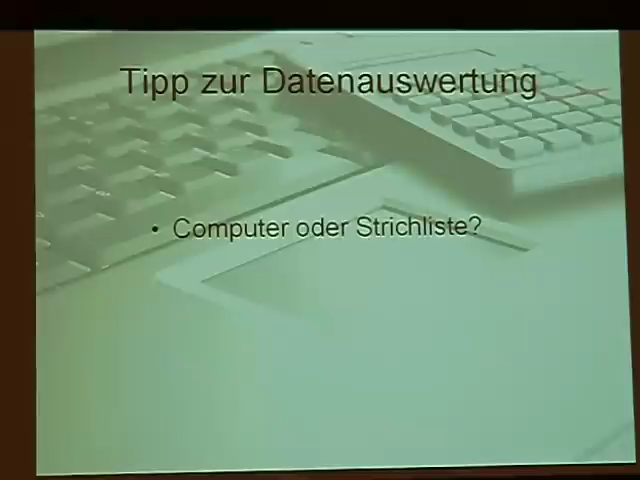 Tipp zur Datenauswertung
• Computer oder Strichliste?